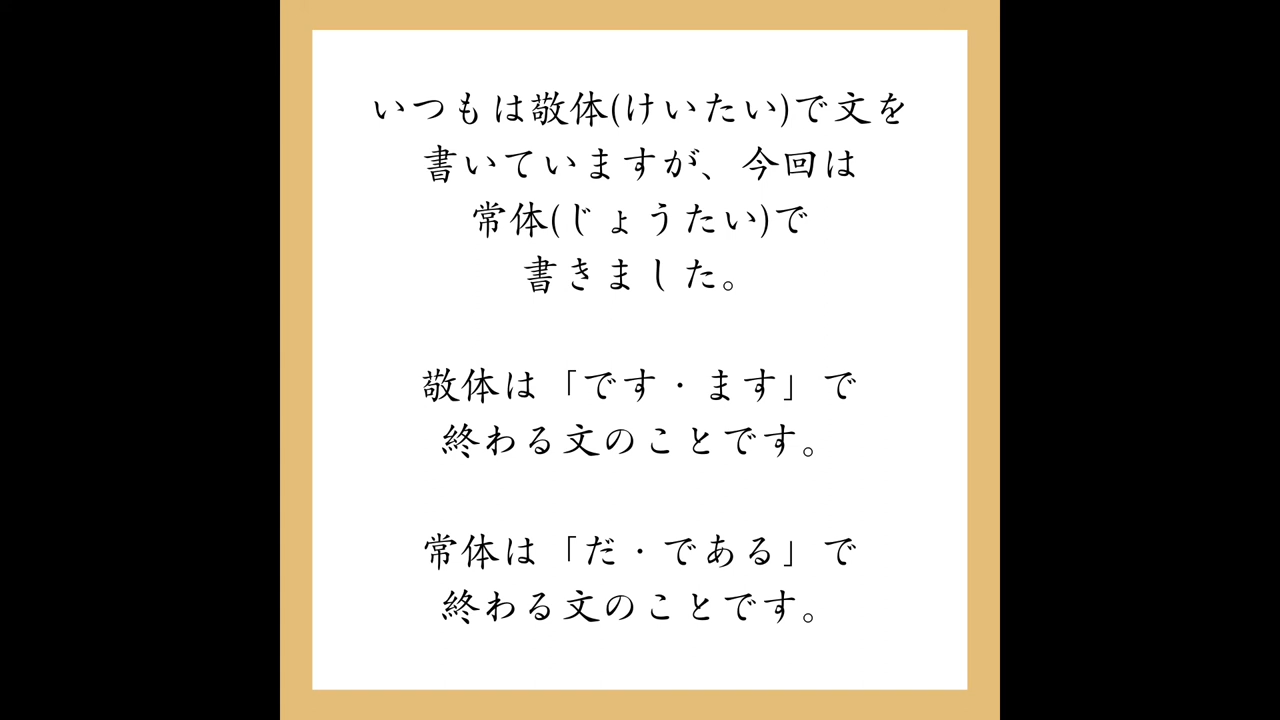 いつもは敬体(けいたい)で文を
書いていますが、今回は
常体(じょうたい)で
書きました。
敬体は「です・ます」で
終わる文のことです。
常体は「だ・である」で
終わる文のことです。